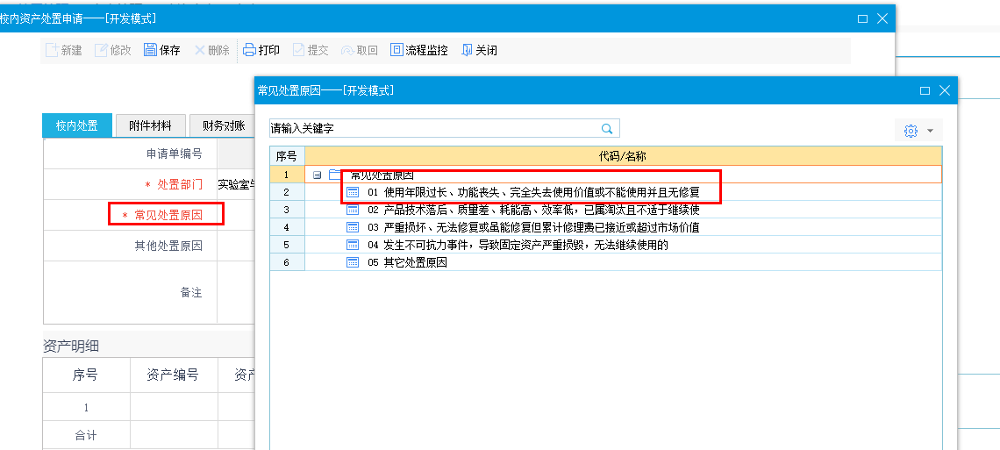 校内资产处置申请——[开发模式]
新建 修改 保存 删除 打印 提交 取回 流程监控 关闭
常见处置原因——[开发模式]
请输入关键字
校内处置 附件材料 财务对账
序号 代码/名称
申请单编号
1 常见处置原因
* 处置部门 实验室
2 01 使用年限过长、功能丧失、完全失去使用价值或不能使用并且无修复
* 常见处置原因
3 02 产品技术落后、质量差、耗能高、效率低，已属淘汰且不适于继续使
4 03 严重损坏、无法修复或虽能修复但累计修理费已接近或超过市场价值
其他处置原因
5 04 发生不可抗力事件，导致固定资产严重损毁，无法继续使用的
6 05 其它处置原因
备注
资产明细
序号 资产编号 资产
1
合计